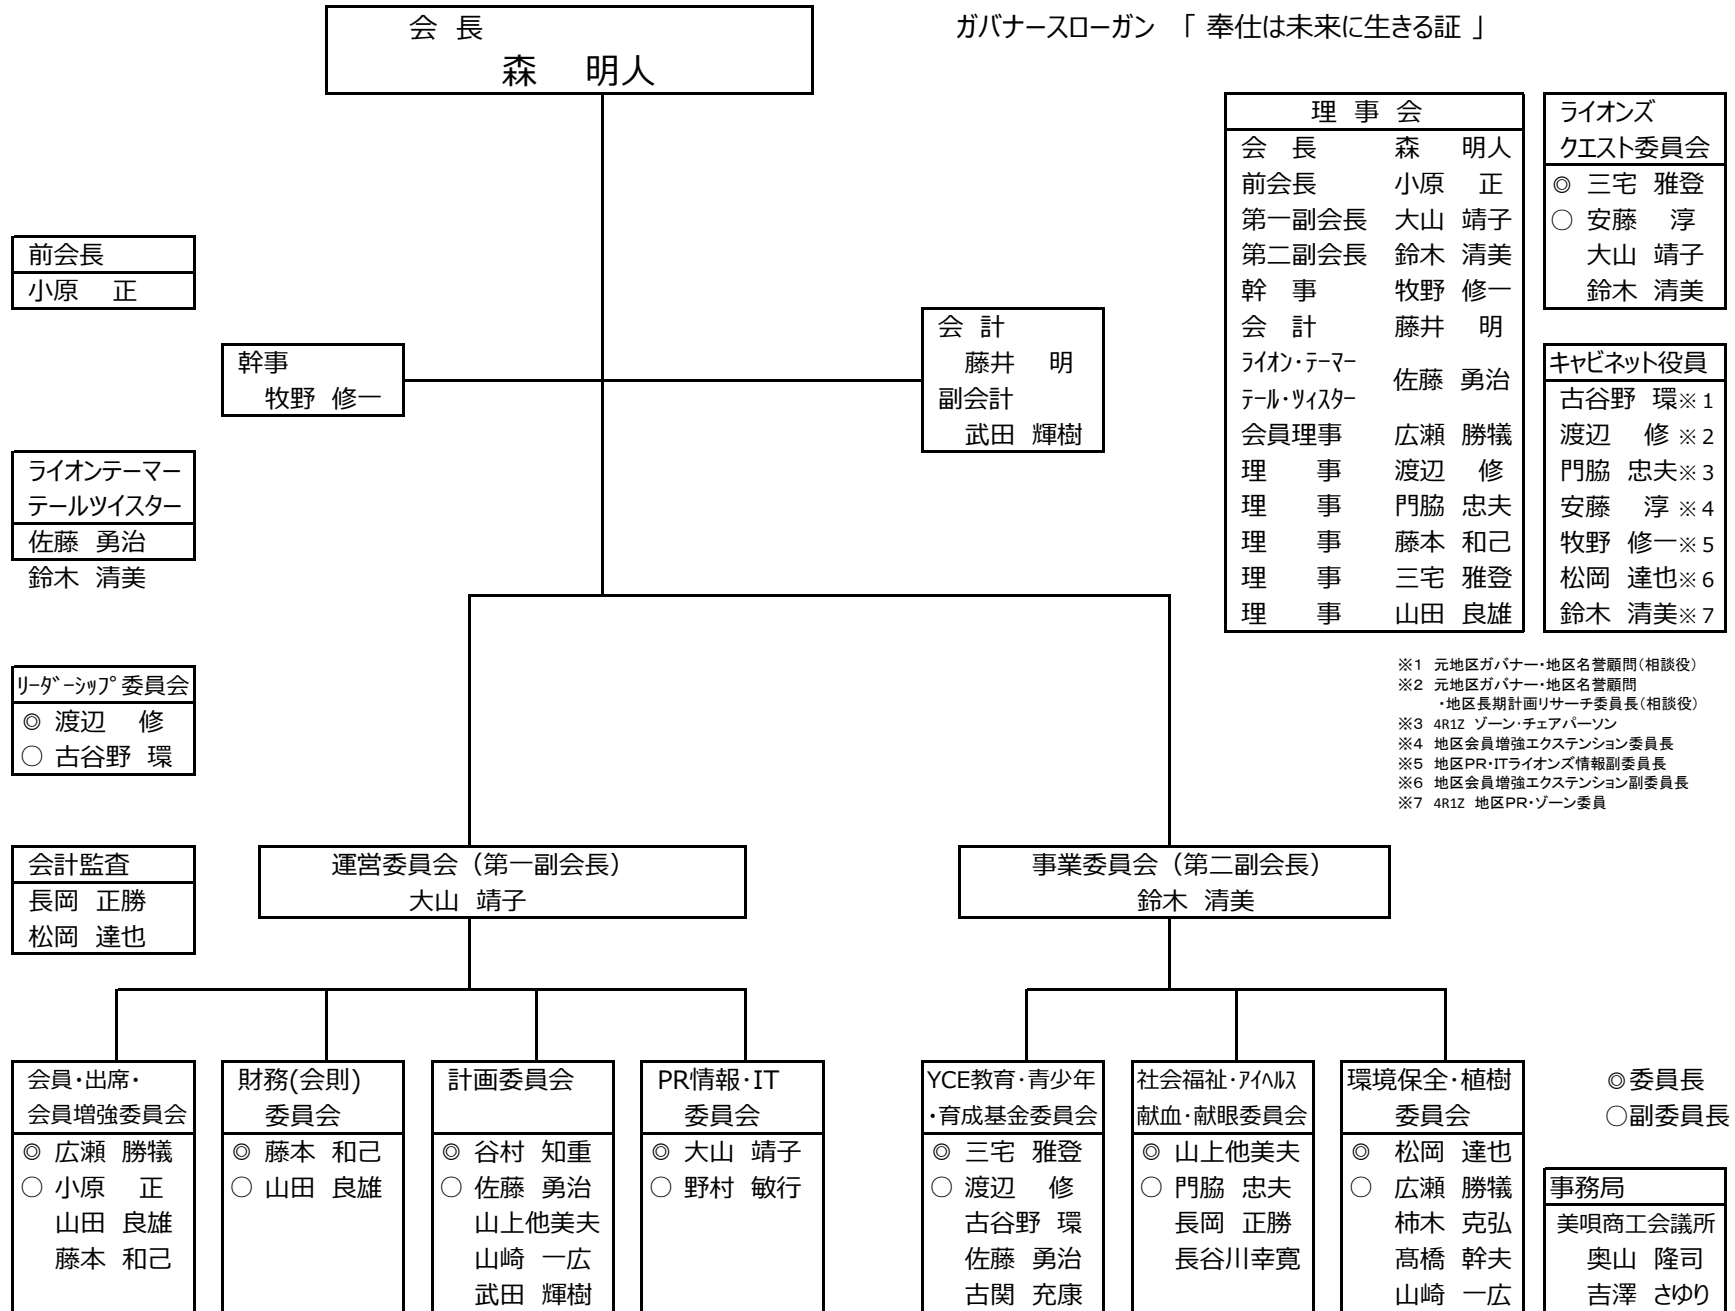 会 長
森 明人
ガバナースローガン 「 奉仕は未来に生きる証 」
理 事 会
会 長 森 明人
前会長 小原 正
第一副会長 大山 靖子
第二副会長 鈴木 清美
幹 事 牧野 修一
会 計 藤井 明
ライオン・テーマー
テール・ツィスター
佐藤 勇治
会員理事 広瀬 勝犠
理 事 渡辺 修
理 事 門脇 忠夫
理 事 藤本 和己
理 事 三宅 雅登
理 事 山田 良雄
ライオンズ
クエスト委員会
◎ 三宅 雅登
○ 安藤 淳
大山 靖子
鈴木 清美
キャビネット役員
古谷野 環※1
渡辺 修※2
門脇 忠夫※3
安藤 淳※4
牧野 修一※5
松岡 達也※6
鈴木 清美※7
※1 元地区ガバナー・地区名誉顧問(相談役)
※2 元地区ガバナー・地区名誉顧問
・地区長期計画リサーチ委員長(相談役)
※3 4R1Z ゾーン・チェアパーソン
※4 地区会員増強エクステンション委員長
※5 地区PR・ITライオンズ情報副委員長
※6 地区会員増強エクステンション副委員長
※7 4R1Z 地区PR・ゾーン委員
前会長
小原 正
幹事
牧野 修一
会 計
藤井 明
副会計
武田 輝樹
ライオンテーマー
テールツイスター
佐藤 勇治
鈴木 清美
リーダーシップ委員会
◎ 渡辺 修
○ 古谷野 環
会計監査
長岡 正勝
松岡 達也
運営委員会（第一副会長）
大山 靖子
事業委員会（第二副会長）
鈴木 清美
会員・出席・
会員増強委員会
◎ 広瀬 勝犠
○ 小原 正
山田 良雄
藤本 和己
財務(会則)
委員会
◎ 藤本 和己
○ 山田 良雄
計画委員会
◎ 谷村 知重
○ 佐藤 勇治
山上他美夫
山崎 一広
武田 輝樹
PR情報・IT
委員会
◎ 大山 靖子
○ 野村 敏行
YCE教育・青少年
・育成基金委員会
◎ 三宅 雅登
○ 渡辺 修
古谷野 環
佐藤 勇治
古関 充康
社会福祉・アイヘルス
献血・献眼委員会
◎ 山上他美夫
○ 門脇 忠夫
長岡 正勝
長谷川幸寛
環境保全・植樹
委員会
◎ 松岡 達也
○ 広瀬 勝犠
柿木 克弘
髙橋 幹夫
山崎 一広
◎委員長
○副委員長
事務局
美唄商工会議所
奥山 隆司
吉澤 さゆり